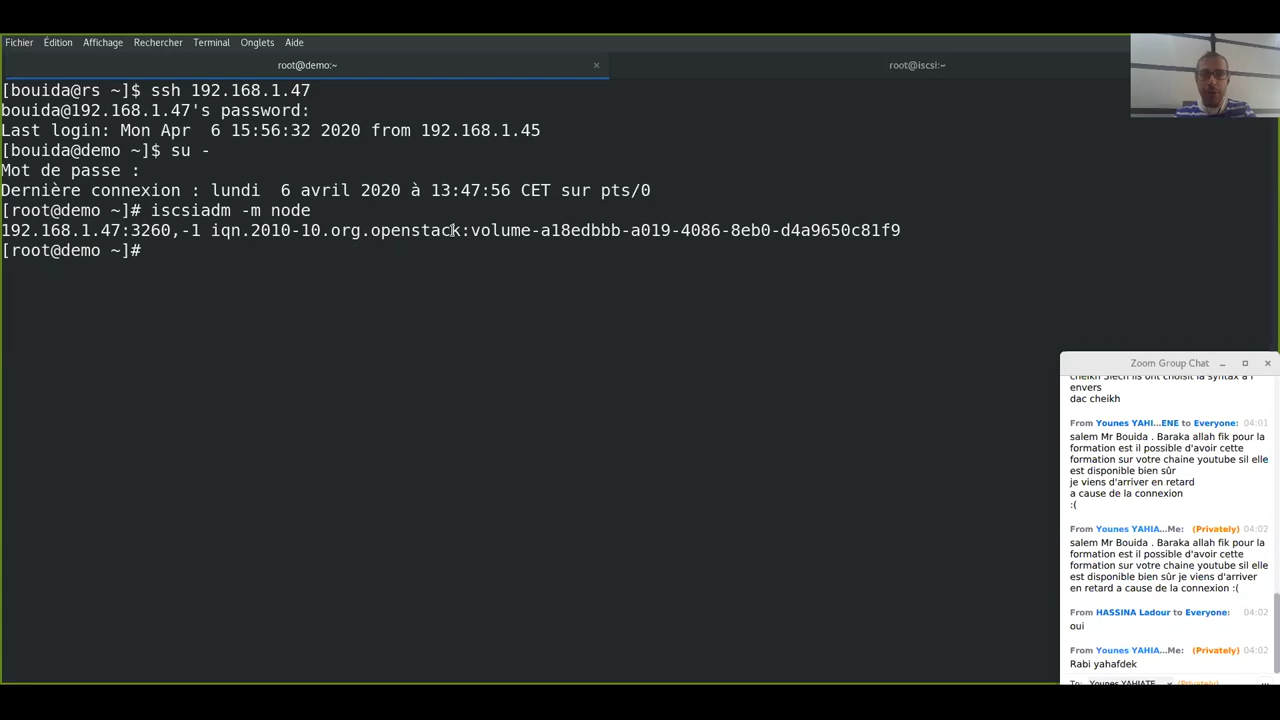 Fichier Édition Affichage Rechercher Terminal Onglets Aide
root@demo:~ × root@iscsi:~
[bouida@rs ~]$ ssh 192.168.1.47
bouida@192.168.1.47's password:
Last login: Mon Apr  6 15:56:32 2020 from 192.168.1.45
[bouida@demo ~]$ su -
Mot de passe :
Dernière connexion : lundi  6 avril 2020 à 13:47:56 CET sur pts/0
[root@demo ~]# iscsiadm -m node
192.168.1.47:3260,-1 iqn.2010-10.org.openstack:volume-a18edbbb-a019-4086-8eb0-d4a9650c81f9
[root@demo ~]#
Zoom Group Chat
envers
dac cheikh
From Younes YAHI...ENE to Everyone: 04:01
salem Mr Bouida . Baraka allah fik pour la
formation est il possible d'avoir cette
formation sur votre chaine youtube sil elle
est disponible bien sûr
je viens d'arriver en retard
a cause de la connexion
:(
From Younes YAHIA...Me: (Privately) 04:02
salem Mr Bouida . Baraka allah fik pour la
formation est il possible d'avoir cette
formation sur votre chaine youtube sil elle
est disponible bien sûr je viens d'arriver
en retard a cause de la connexion :(
From HASSINA Ladour to Everyone: 04:02
oui
From Younes YAHIA...Me: (Privately) 04:02
Rabi yahafdek
To: Younes YAHIATE... (Privately)